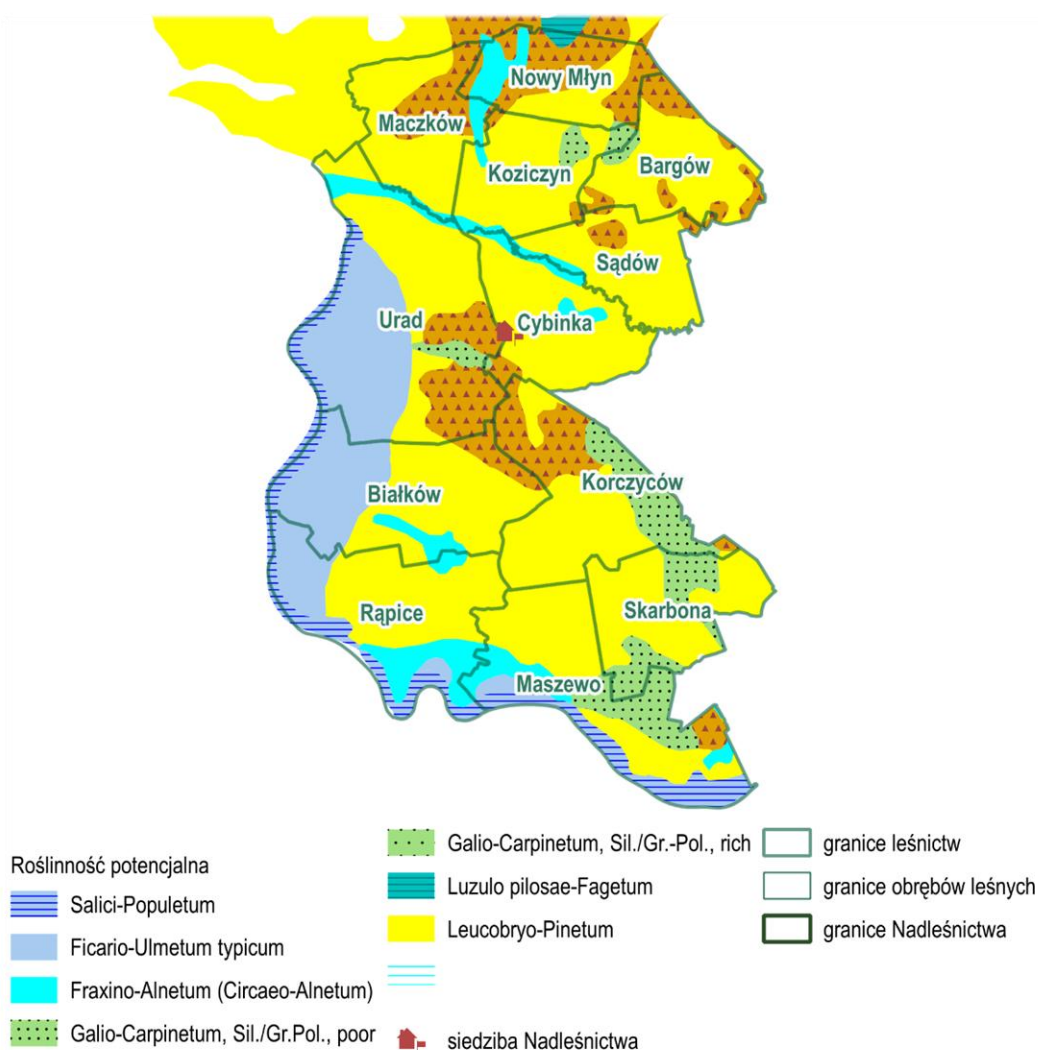 Nowy Młyn
Maczków
Koziczyn
Bargów
Sądów
Urad
Cybinka
Korczyców
Białków
Rąpice
Skarbona
Maszewo
Roślinność potencjalna
Salici-Populetum
Ficario-Ulmetum typicum
Fraxino-Alnetum (Circaeo-Alnetum)
Galio-Carpinetum, Sil./Gr.Pol., poor
Galio-Carpinetum, Sil./Gr.-Pol., rich
Luzulo pilosae-Fagetum
Leucobryo-Pinetum
siedziba Nadleśnictwa
granice leśnictw
granice obrębów leśnych
granice Nadleśnictwa